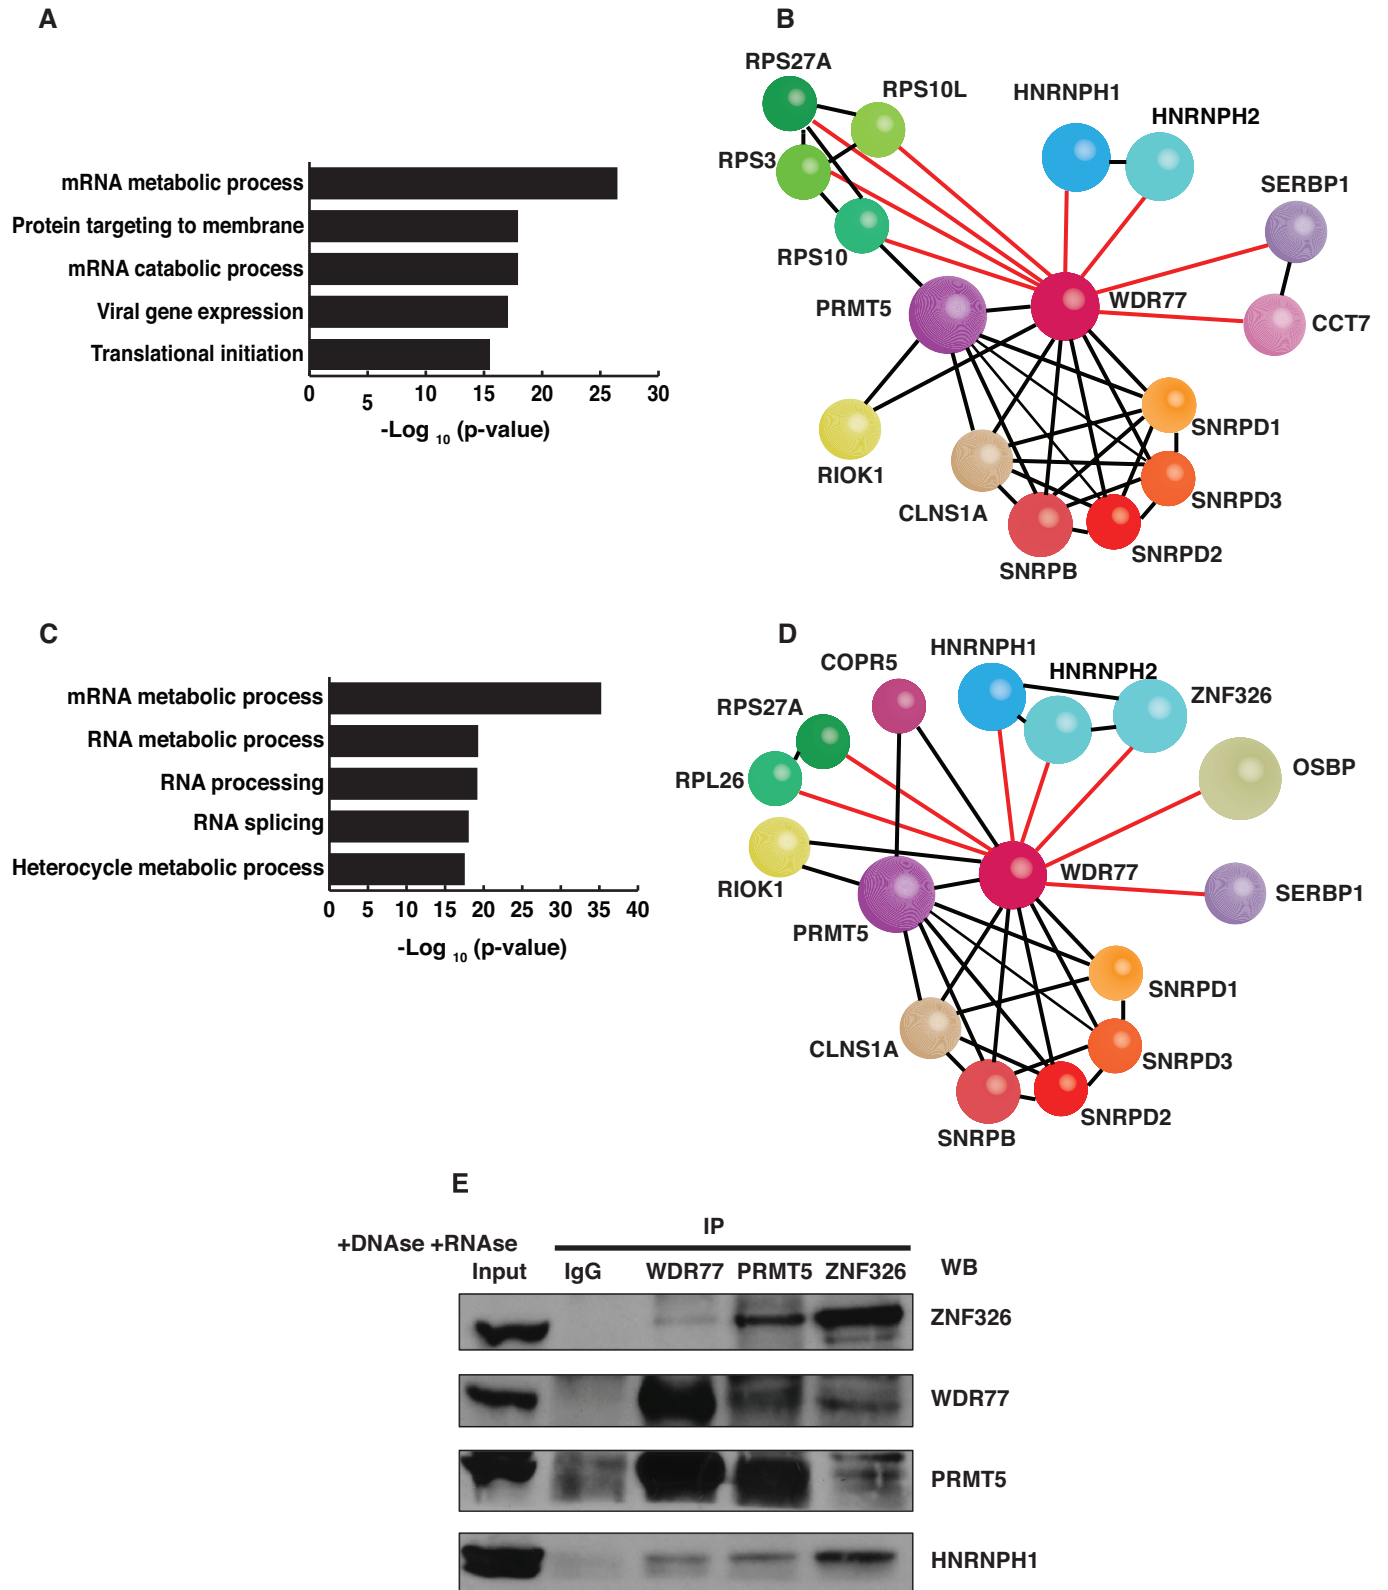 A
mRNA metabolic process
Protein targeting to membrane
mRNA catabolic process
Viral gene expression
Translational initiation
0 5 10 15 20 25 30
-Log 10 (p-value)
B
RPS27A
RPS10L
HNRNPH1
HNRNPH2
RPS3
SERBP1
RPS10
PRMT5
WDR77
CCT7
RIOK1
SNRPD1
CLNS1A
SNRPD3
SNRPD2
SNRPB
C
mRNA metabolic process
RNA metabolic process
RNA processing
RNA splicing
Heterocycle metabolic process
0 5 10 15 20 25 30 35 40
-Log 10 (p-value)
D
COPR5
HNRNPH1
HNRNPH2
ZNF326
RPS27A
RPL26
OSBP
RIOK1
WDR77
SERBP1
PRMT5
SNRPD1
CLNS1A
SNRPD3
SNRPD2
SNRPB
E
+DNAse +RNAse
IP
Input IgG WDR77 PRMT5 ZNF326 WB
ZNF326
WDR77
PRMT5
HNRNPH1